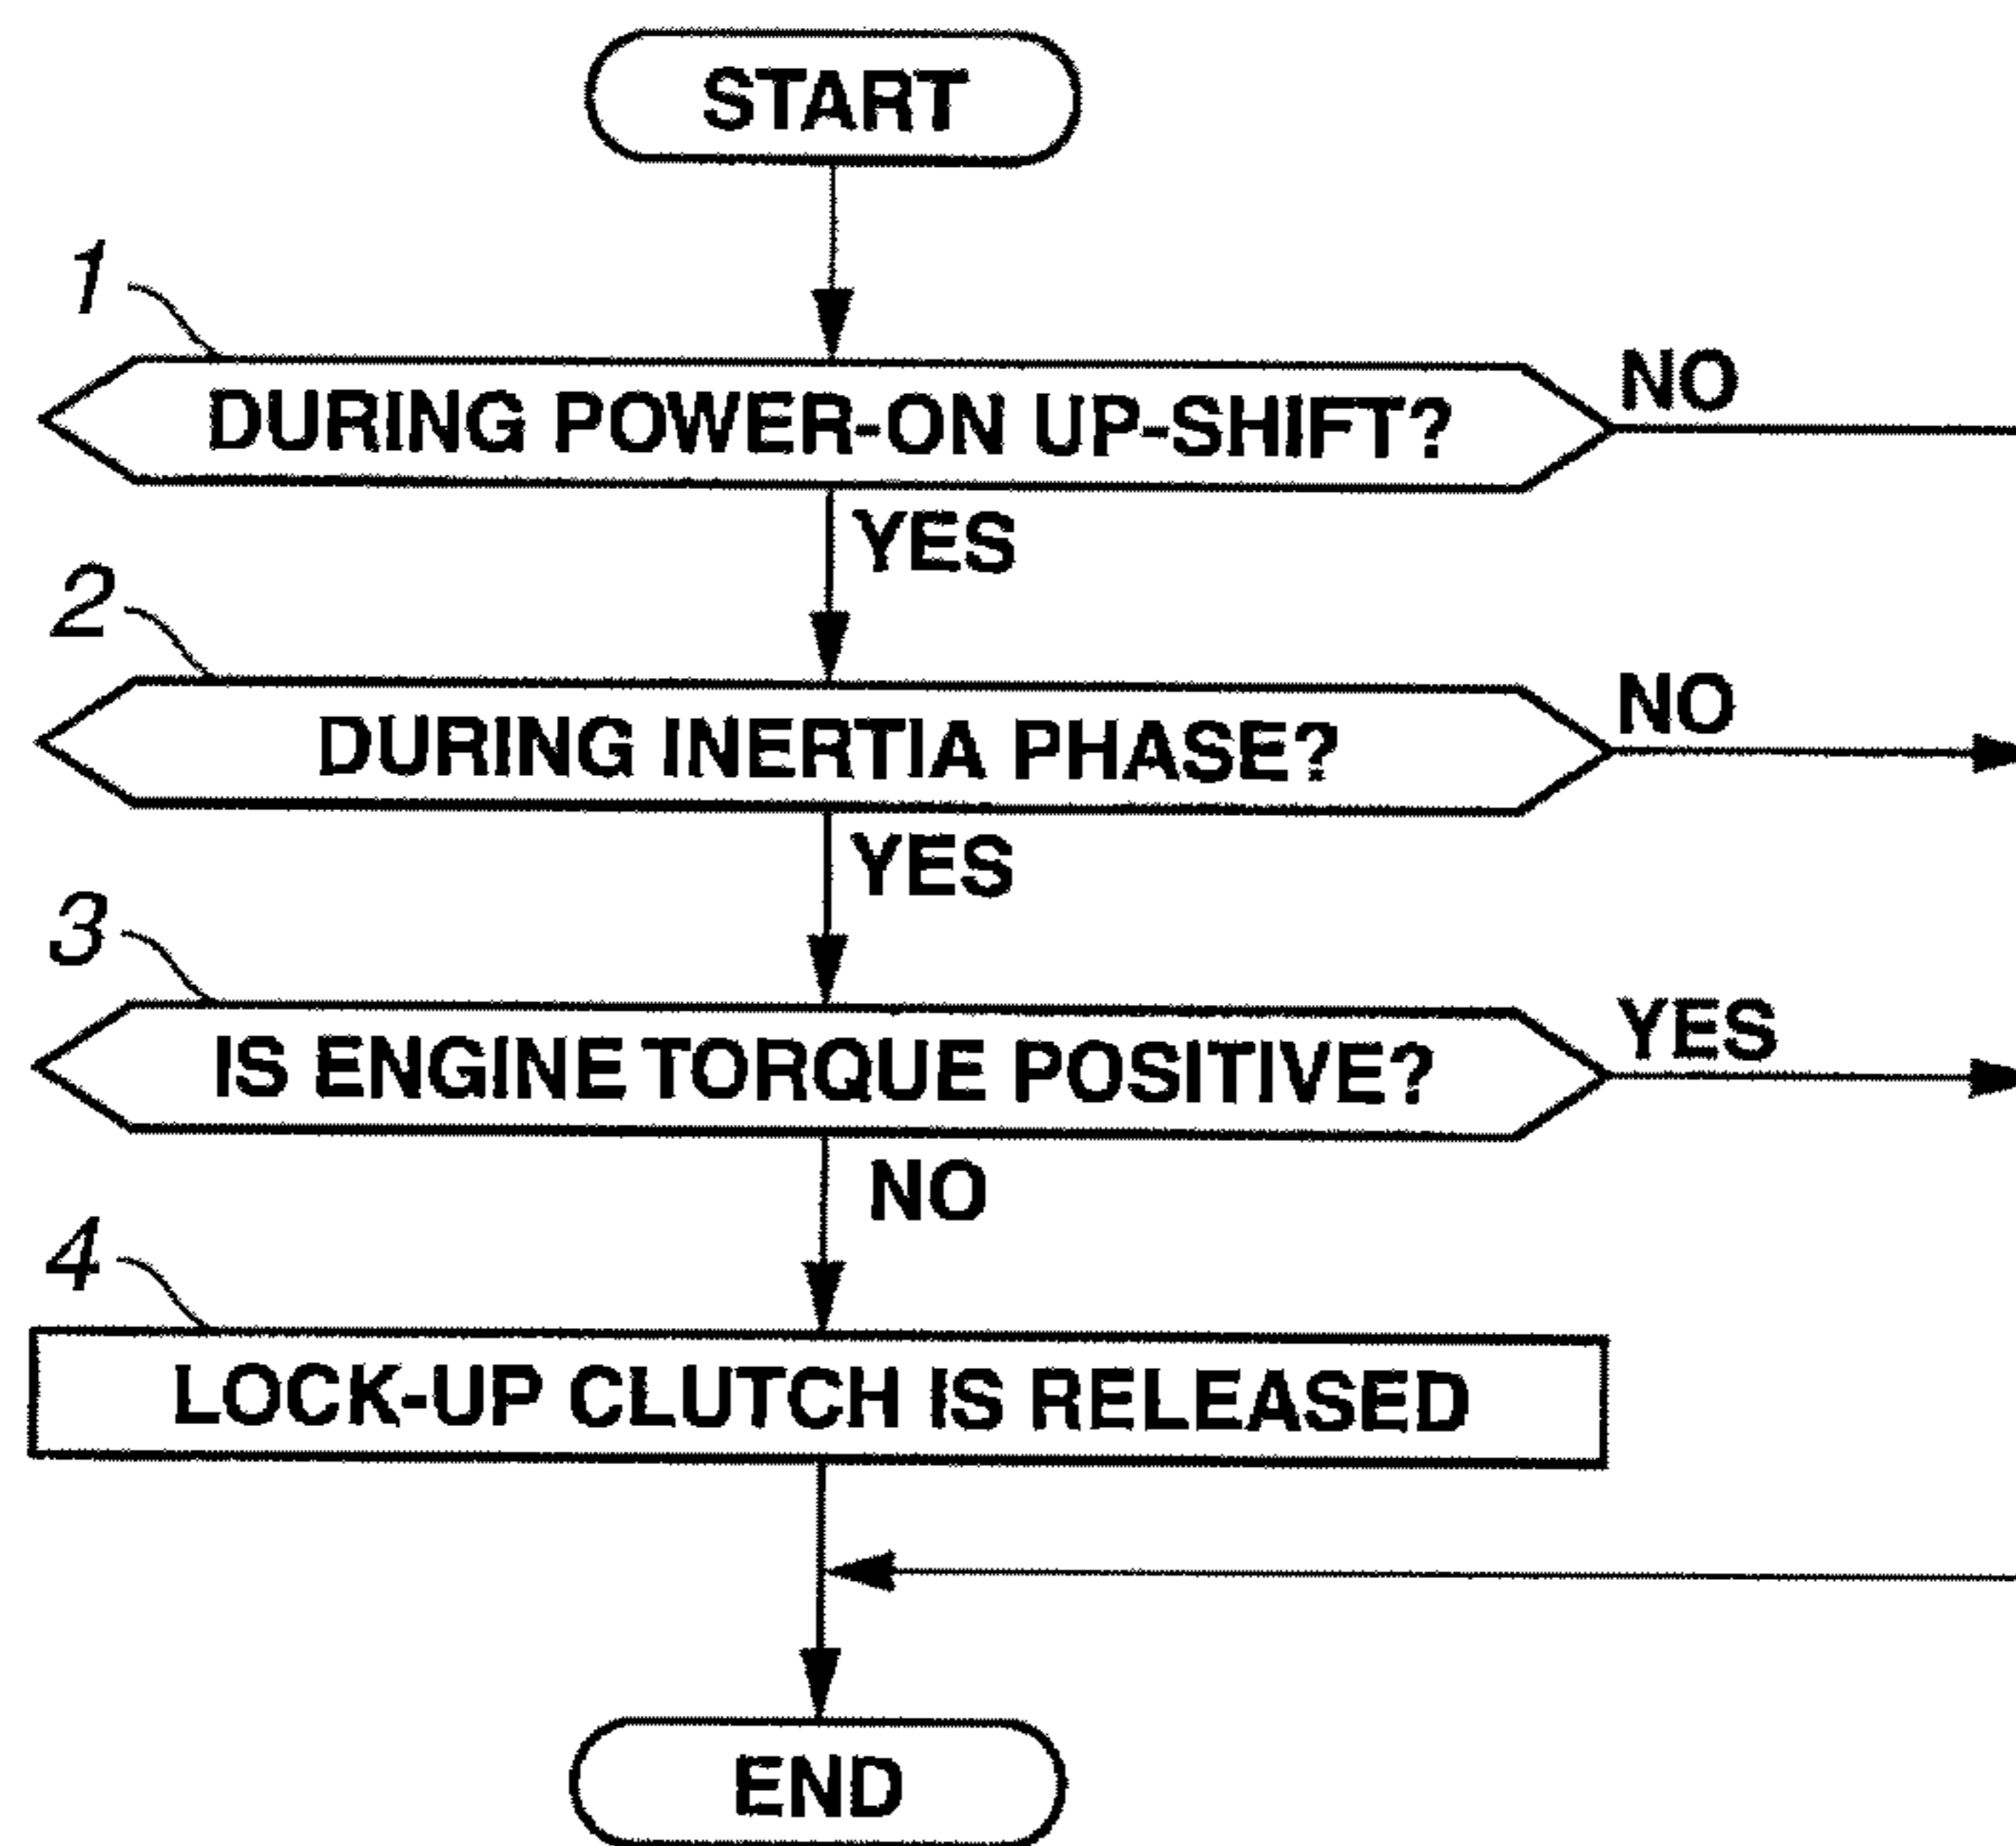 START
1
DURING POWER-ON UP-SHIFT?
NO
YES
2
DURING INERTIA PHASE?
NO
YES
3
IS ENGINE TORQUE POSITIVE?
YES
NO
4
LOCK-UP CLUTCH IS RELEASED
END